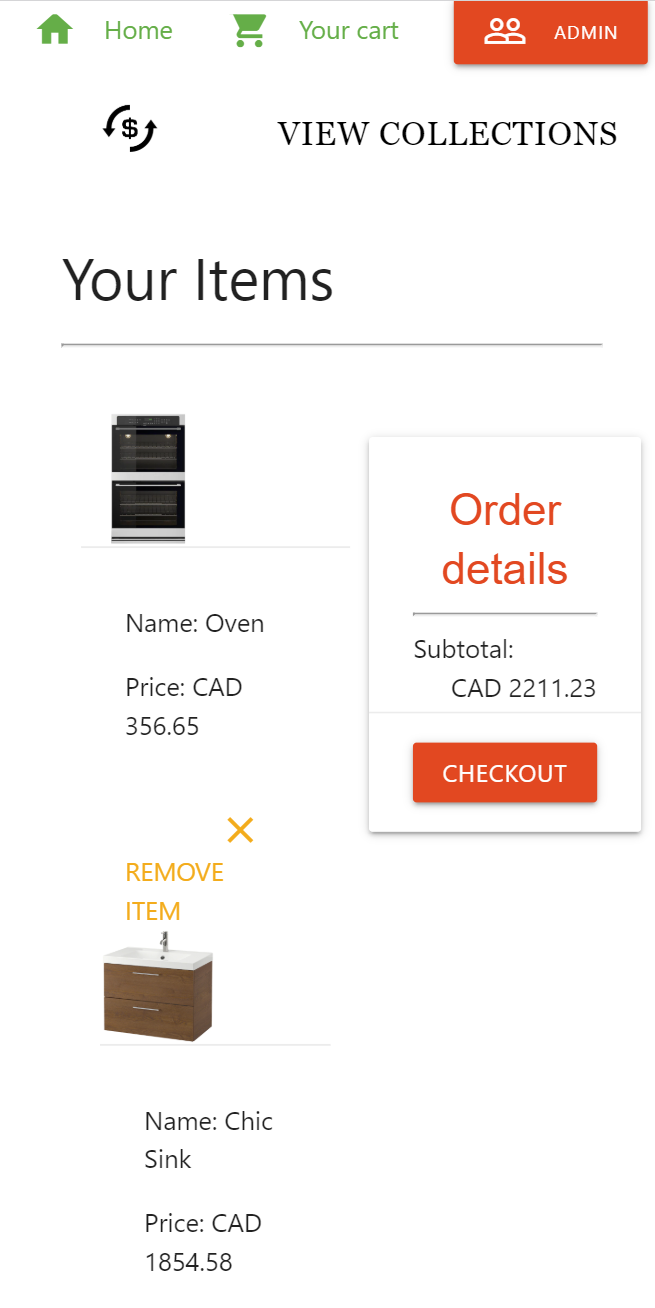 Home
Your cart
ADMIN
$
VIEW COLLECTIONS
Your Items
Name: Oven
Price: CAD
356.65
REMOVE
ITEM
Name: Chic
Sink
Price: CAD
1854.58
Order
details
Subtotal:
CAD 2211.23
CHECKOUT